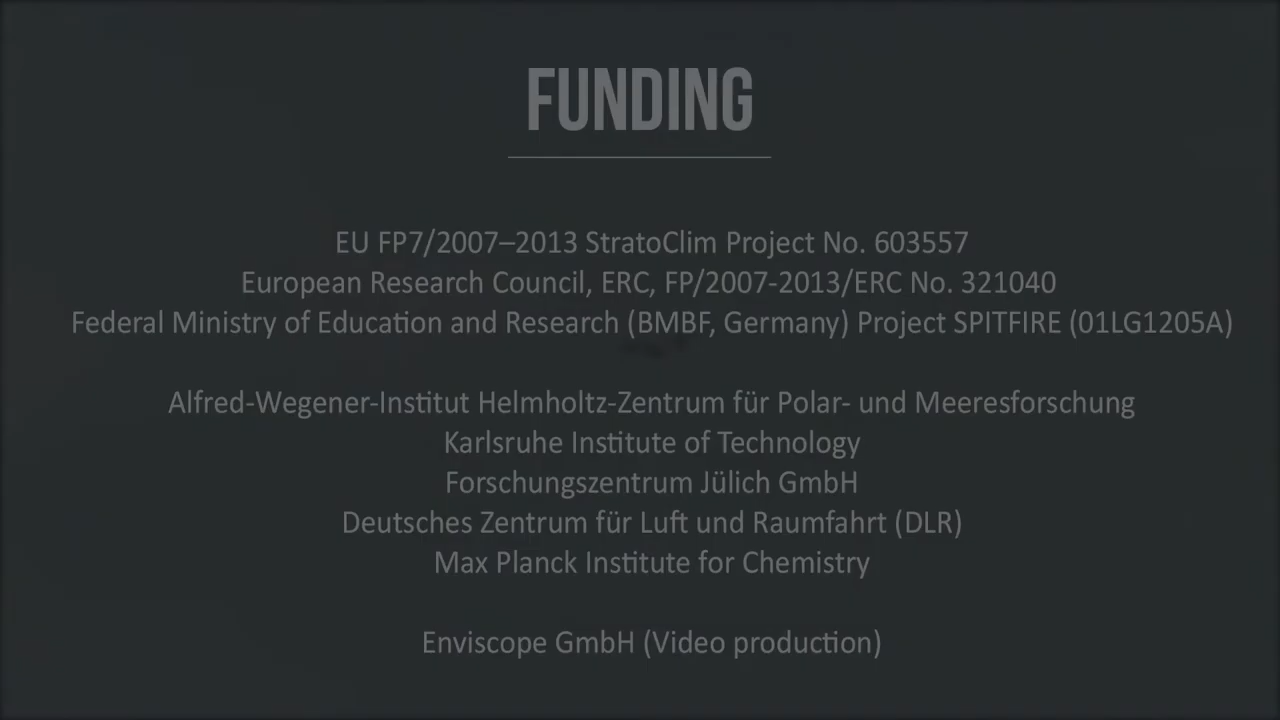 FUNDING
EU FP7/2007–2013 StratoClim Project No. 603557
European Research Council, ERC, FP/2007-2013/ERC No. 321040
Federal Ministry of Education and Research (BMBF, Germany) Project SPITFIRE (01LG1205A)
Alfred-Wegener-Institut Helmholtz-Zentrum für Polar- und Meeresforschung
Karlsruhe Institute of Technology
Forschungszentrum Jülich GmbH
Deutsches Zentrum für Luft und Raumfahrt (DLR)
Max Planck Institute for Chemistry
Enviscope GmbH (Video production)